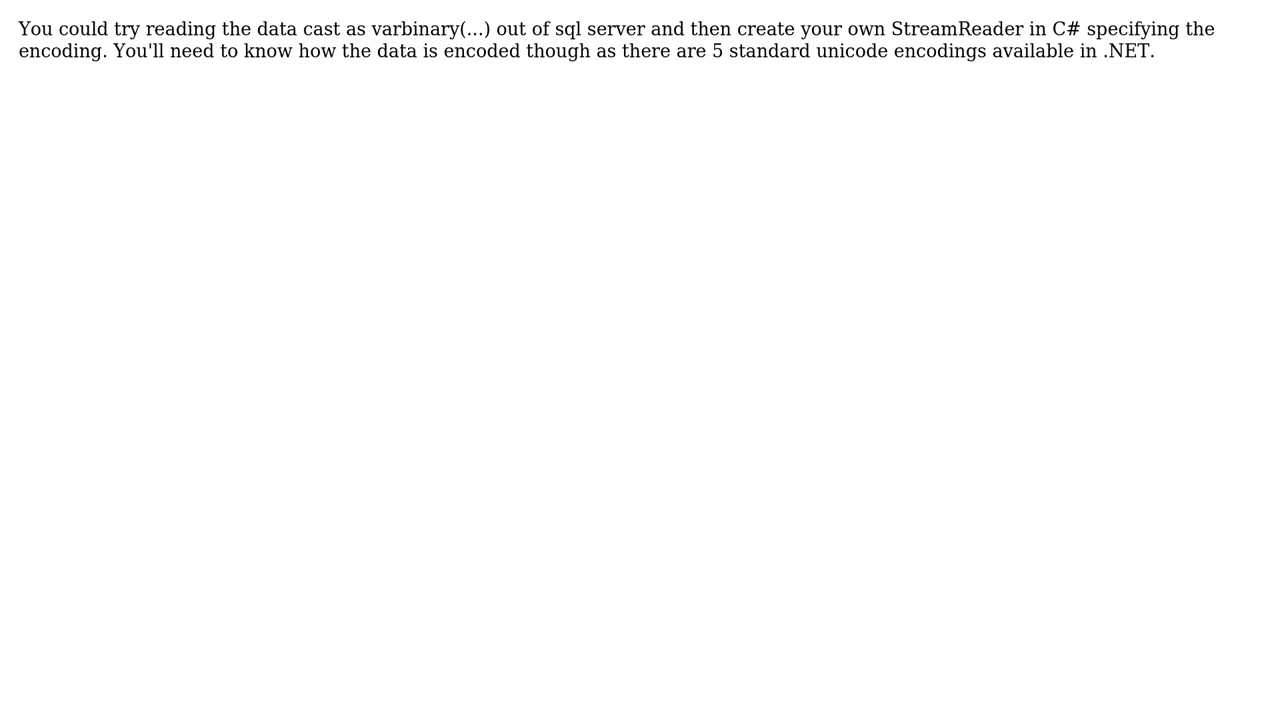 You could try reading the data cast as varbinary(...) out of sql server and then create your own StreamReader in C# specifying the
encoding. You'll need to know how the data is encoded though as there are 5 standard unicode encodings available in .NET.